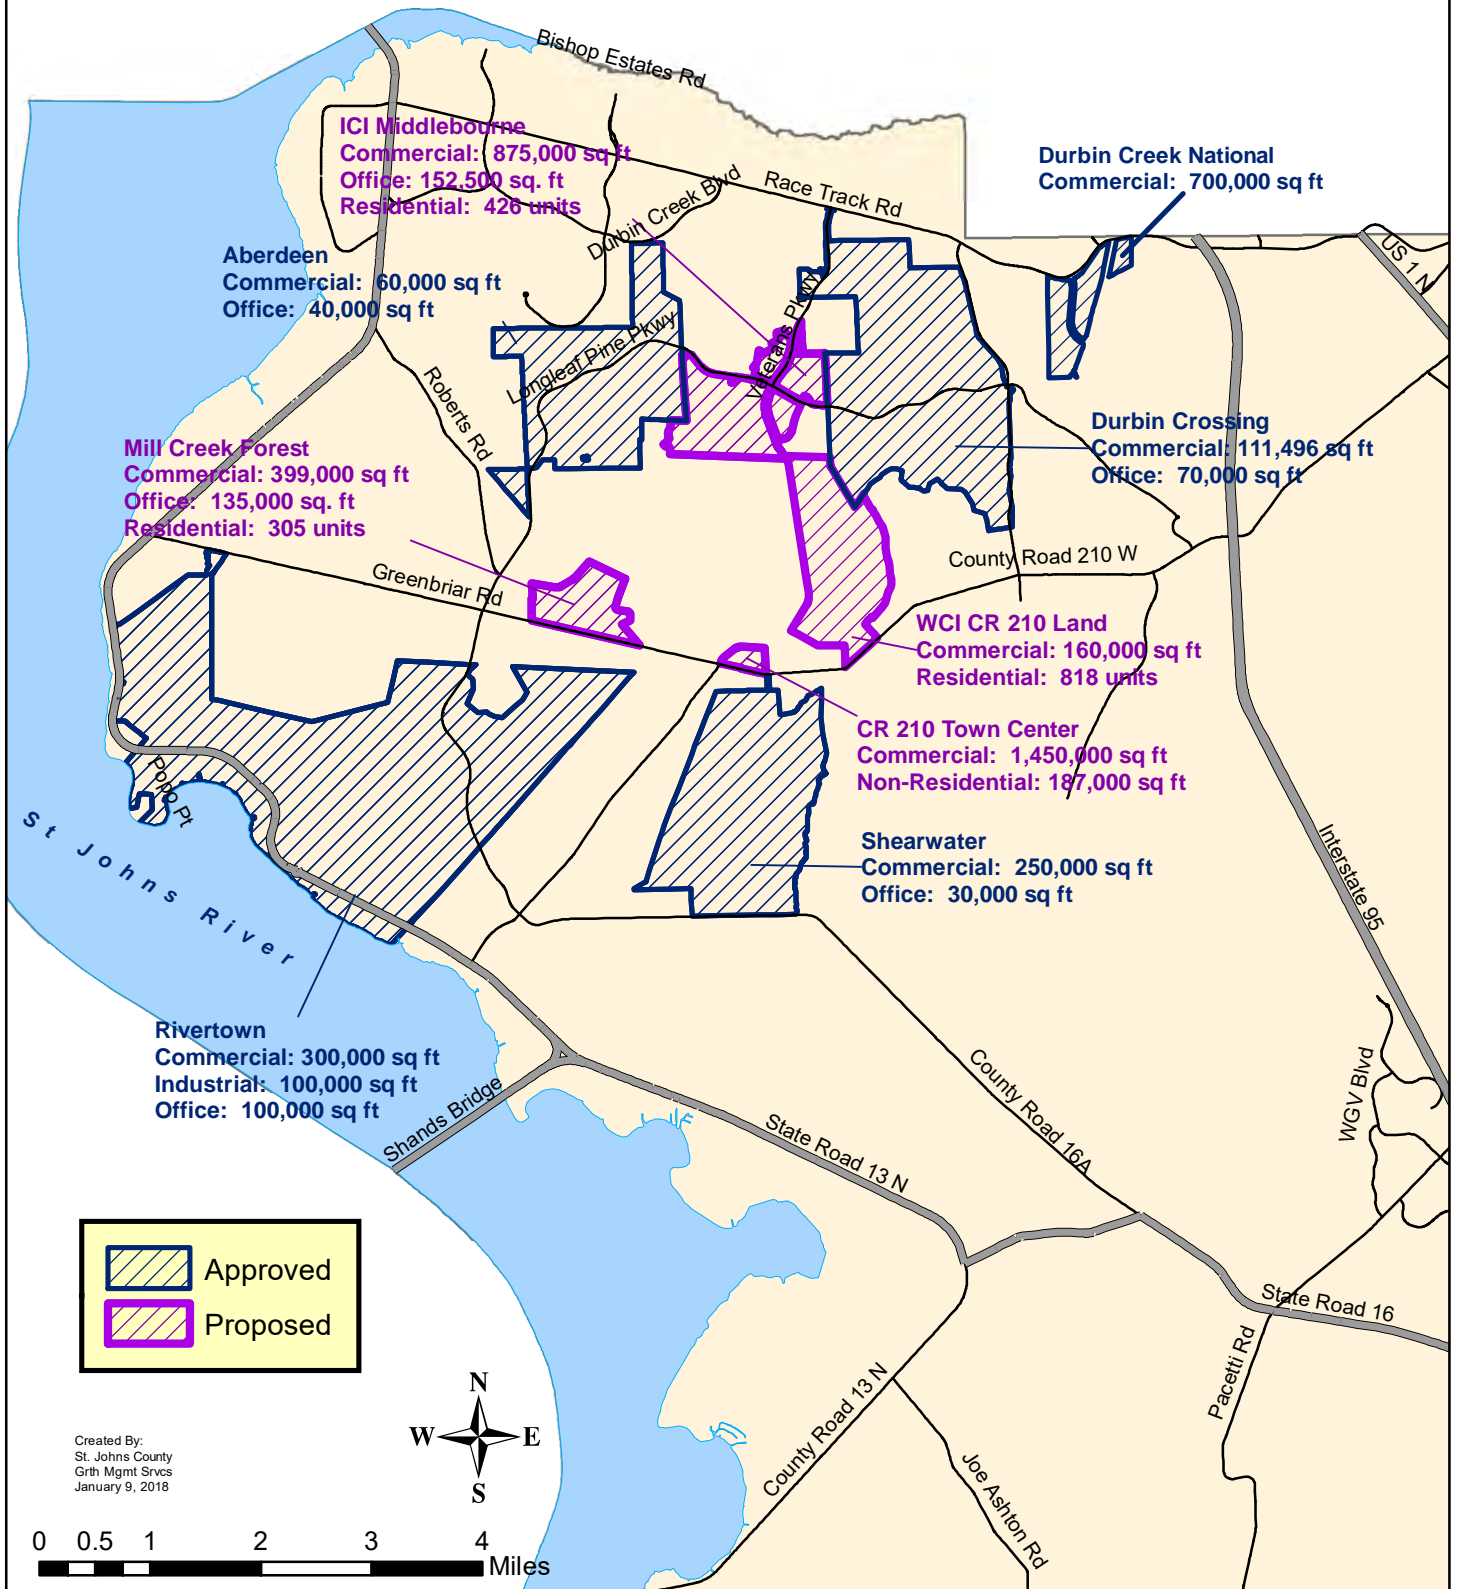 Bishop Estates Rd
ICI Middlebourne
Commercial: 875,000 sq ft
Office: 152,500 sq. ft
Residential: 426 units
Durbin Creek National
Commercial: 700,000 sq ft
Race Track Rd
Durbin Creek Blvd
US 1 N
Aberdeen
Commercial: 60,000 sq ft
Office: 40,000 sq ft
Veterans Pkwy
Longleaf Pine Pkwy
Roberts Rd
Durbin Crossing
Commercial: 111,496 sq ft
Office: 70,000 sq ft
Mill Creek Forest
Commercial: 399,000 sq ft
Office: 135,000 sq. ft
Residential: 305 units
County Road 210 W
Greenbriar Rd
WCI CR 210 Land
Commercial: 160,000 sq ft
Residential: 818 units
CR 210 Town Center
Commercial: 1,450,000 sq ft
Non-Residential: 187,000 sq ft
Popo Pt
St Johns River
Shearwater
Commercial: 250,000 sq ft
Office: 30,000 sq ft
Interstate 95
Rivertown
Commercial: 300,000 sq ft
Industrial: 100,000 sq ft
Office: 100,000 sq ft
Shands Bridge
County Road 16A
WGV Blvd
State Road 13 N
State Road 16
Approved
Proposed
Pacetti Rd
County Road 13 N
Joe Ashton Rd
N
W E
S
Created By:
St. Johns County
Grth Mgmt Srvcs
January 9, 2018
0 0.5 1 2 3 4
Miles